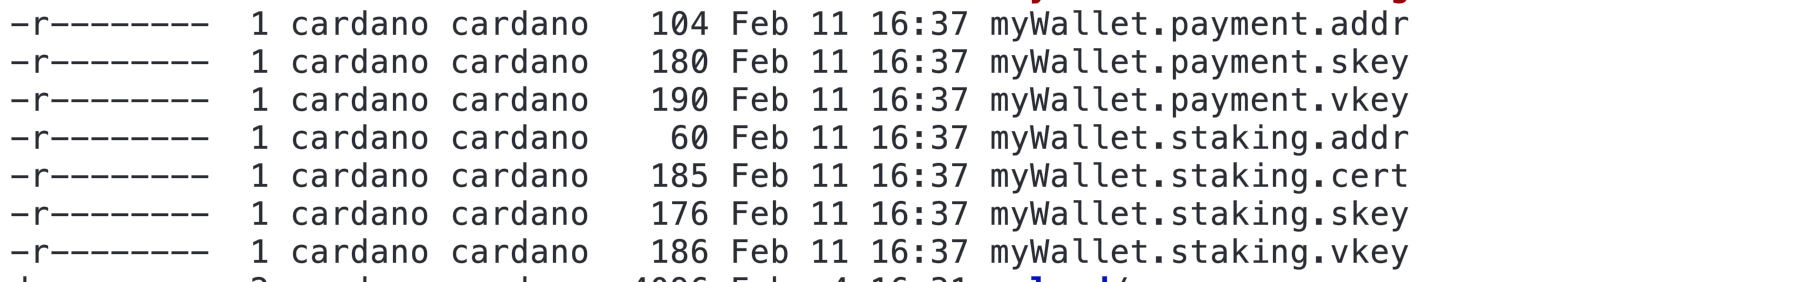 -r-------- 1 cardano cardano 104 Feb 11 16:37 myWallet.payment.addr
-r-------- 1 cardano cardano 180 Feb 11 16:37 myWallet.payment.skey
-r-------- 1 cardano cardano 190 Feb 11 16:37 myWallet.payment.vkey
-r-------- 1 cardano cardano 60 Feb 11 16:37 myWallet.staking.addr
-r-------- 1 cardano cardano 185 Feb 11 16:37 myWallet.staking.cert
-r-------- 1 cardano cardano 176 Feb 11 16:37 myWallet.staking.skey
-r-------- 1 cardano cardano 186 Feb 11 16:37 myWallet.staking.vkey